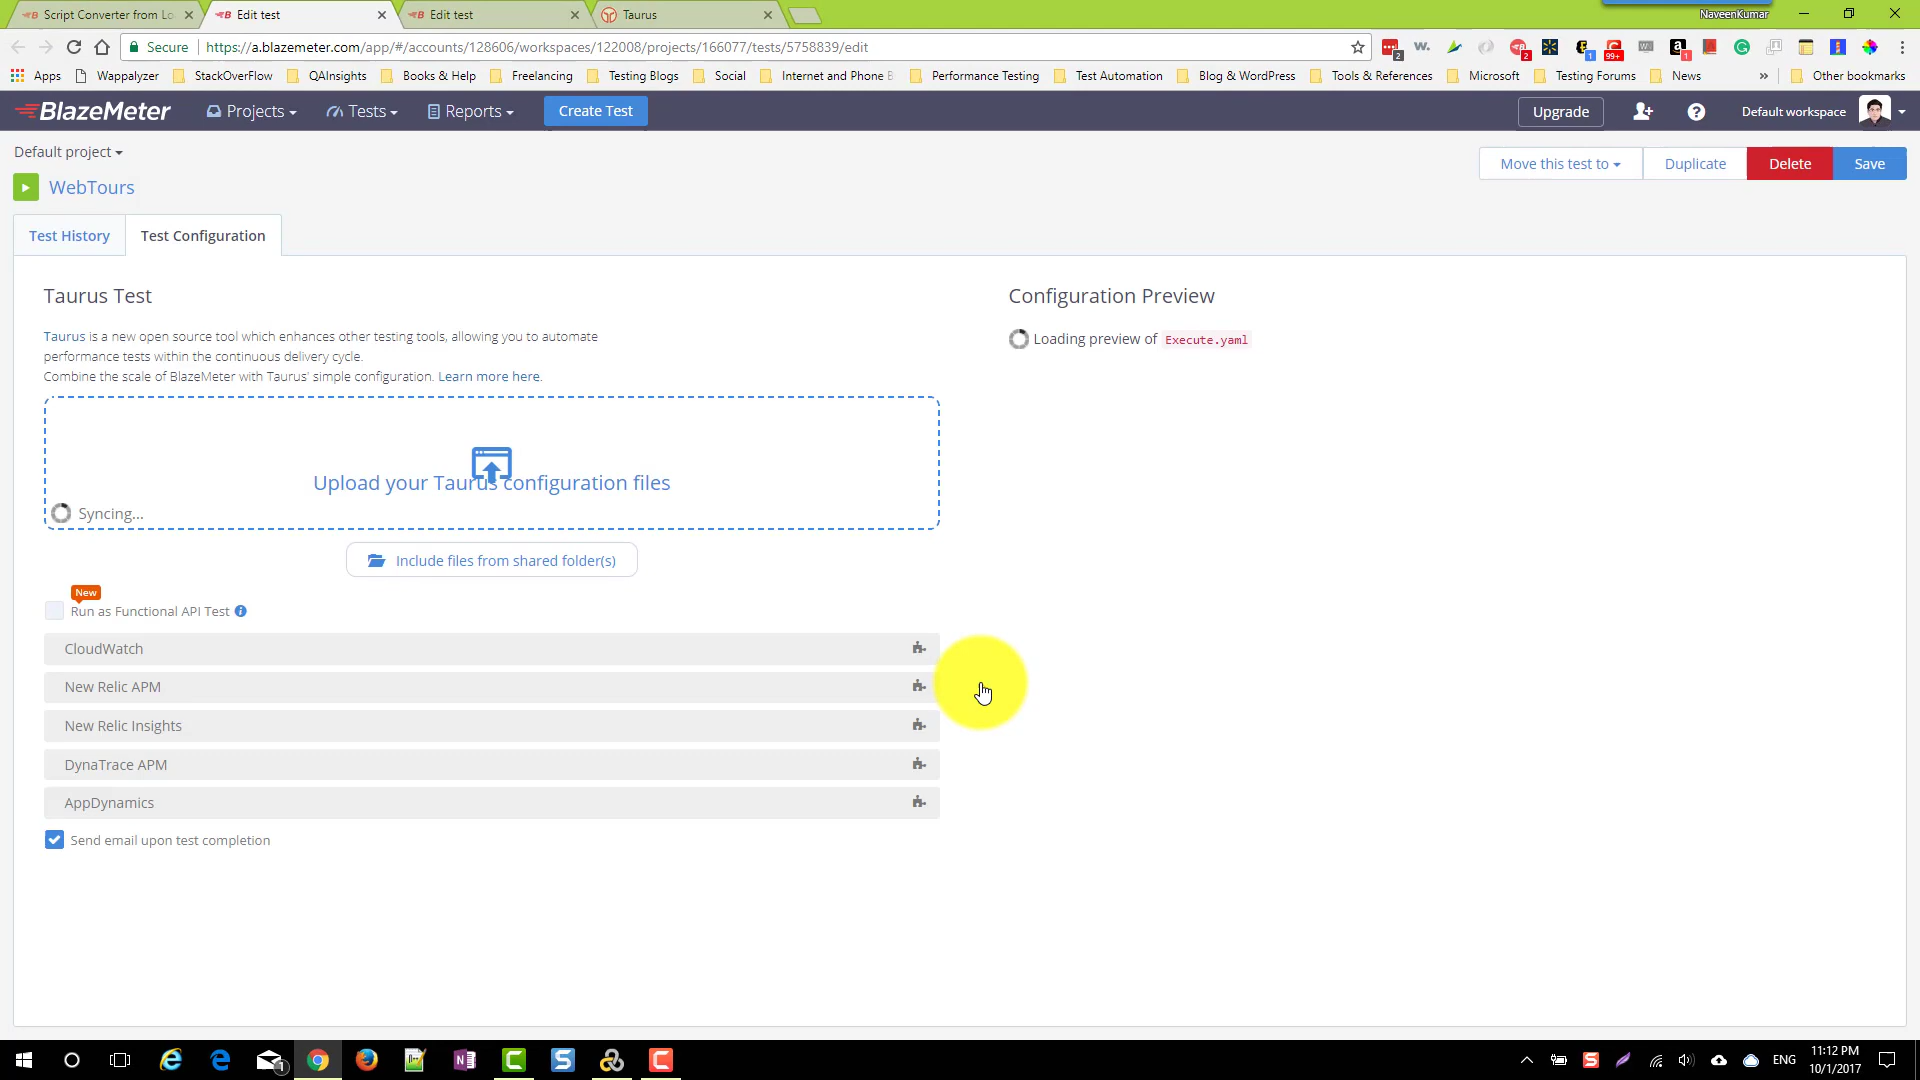 Script Converter from Lo
Edit test
Edit test
Taurus
NaveenKumar
Secure
https://a.blazemeter.com/app/#/accounts/128606/workspaces/122008/projects/166077/tests/5758839/edit
Apps
Wappalyzer
StackOverFlow
QAInsights
Books & Help
Freelancing
Testing Blogs
Social
Internet and Phone B
Performance Testing
Test Automation
Blog & WordPress
Tools & References
Microsoft
Testing Forums
News
»
Other bookmarks
BlazeMeter
Projects
Tests
Reports
Create Test
Upgrade
Default workspace
Default project
Move this test to
Duplicate
Delete
Save
WebTours
Test History
Test Configuration
Taurus Test
Taurus is a new open source tool which enhances other testing tools, allowing you to automate
performance tests within the continuous delivery cycle.
Combine the scale of BlazeMeter with Taurus' simple configuration. Learn more here.
Upload your Taurus configuration files
Syncing...
Include files from shared folder(s)
New
Run as Functional API Test
CloudWatch
New Relic APM
New Relic Insights
DynaTrace APM
AppDynamics
Send email upon test completion
Configuration Preview
Loading preview of Execute.yaml
ENG
11:12 PM
10/1/2017